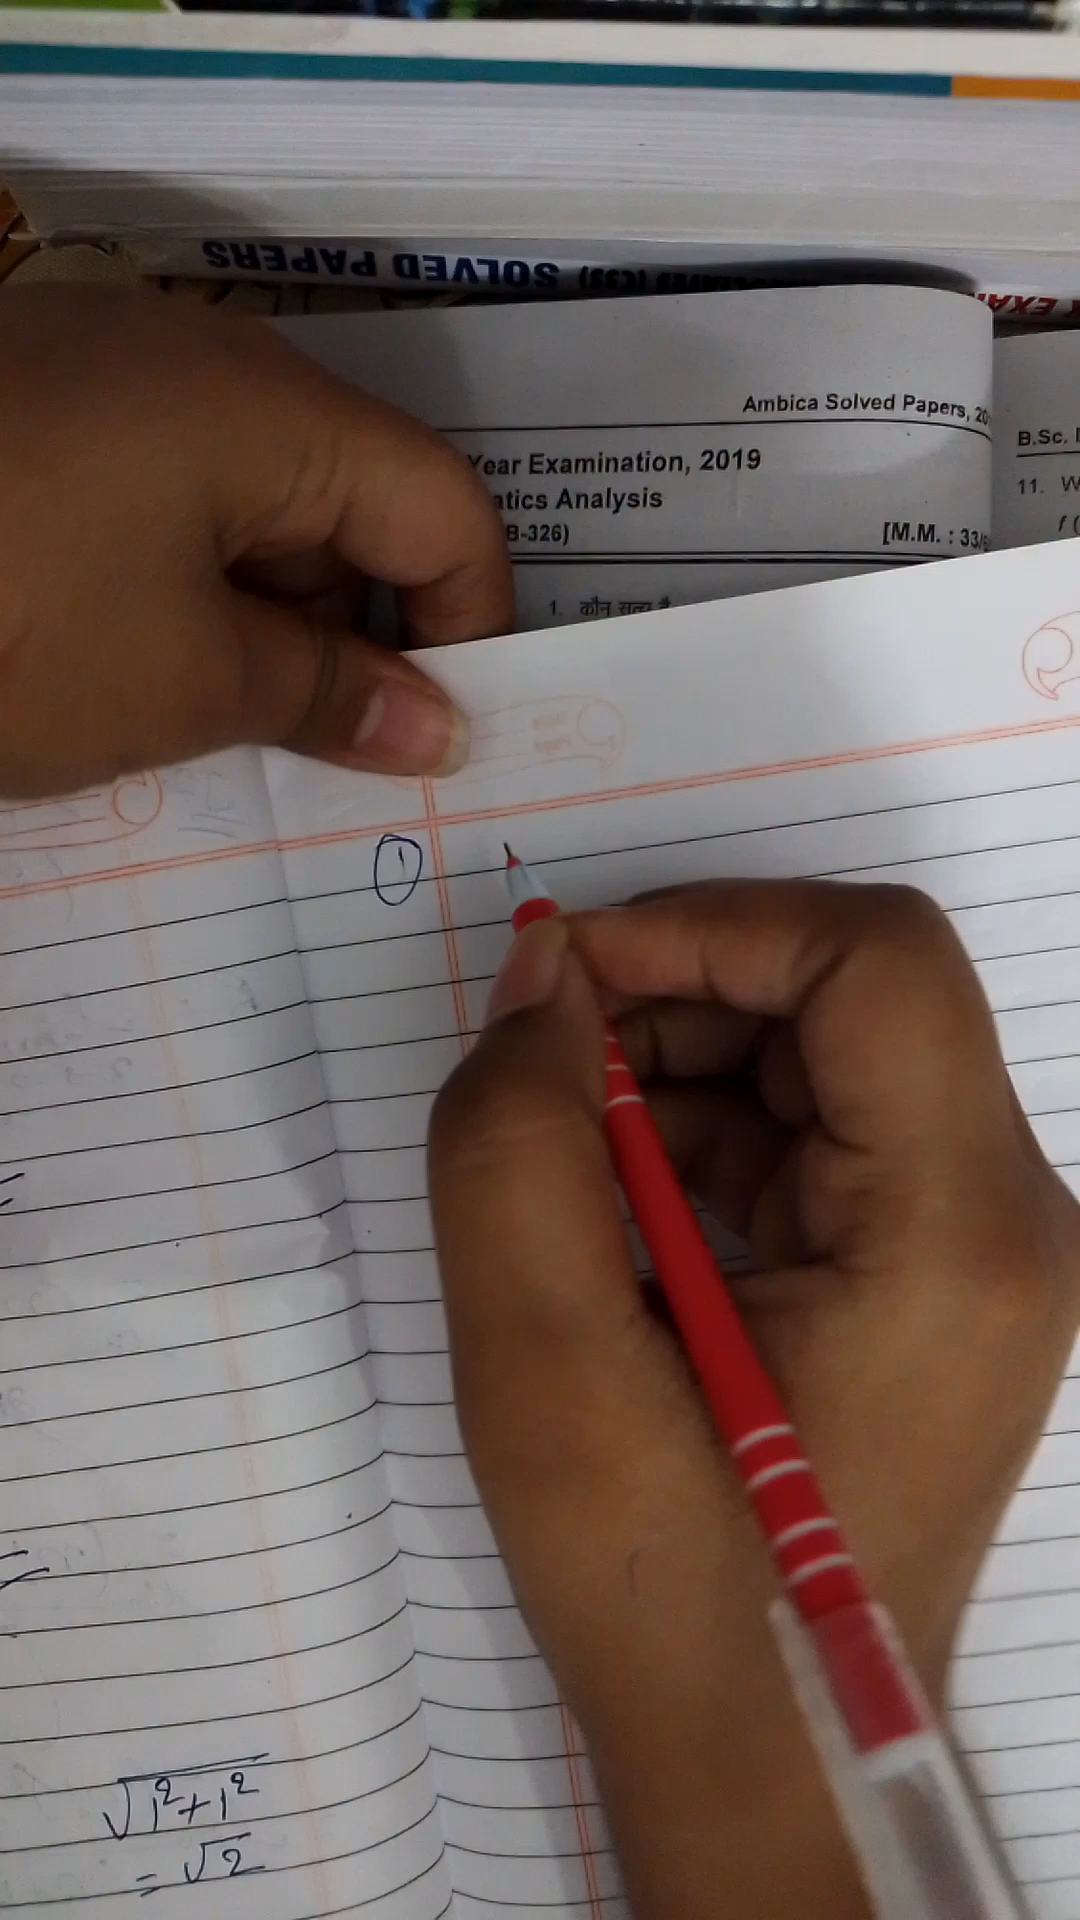 SOLVED PAPERS
Ambica Solved Papers, 20
Year Examination, 2019
B.Sc.
atics Analysis
11. W
B-326)
[M.M. : 33/
f (
1. कौन सत्य है
1
√1²+1²
= √2